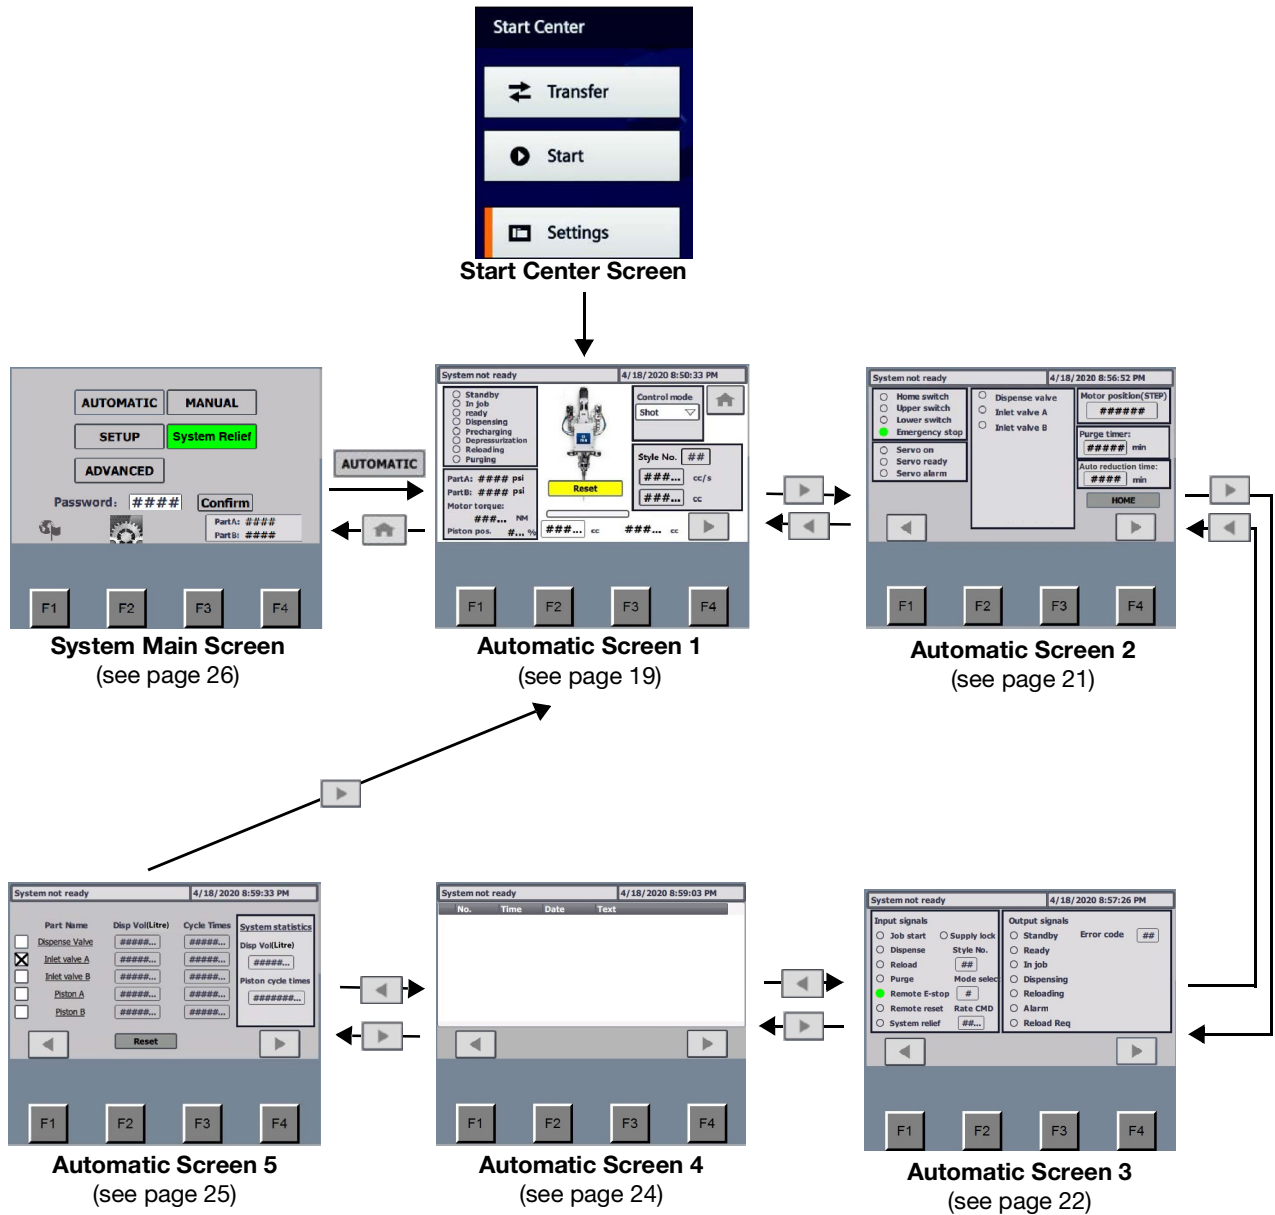 Start Center
Transfer
Start
Settings
Start Center Screen
AUTOMATIC MANUAL
SETUP System Relief
ADVANCED
Password: #### Confirm
PartA: ####
PartB: ####
F1 F2 F3 F4
System Main Screen
(see page 26)
AUTOMATIC
System not ready 4/18/2020 8:50:33 PM
Standby
In job
ready
Dispensing
Precharging
Depressurization
Reloading
Purging
Control mode
Shot
Style No. ##
###... cc/s
###... cc
PartA: #### psi
PartB: #### psi
Motor torque:
###... NM
Piston pos. #... %
Reset
###... cc ###... cc
F1 F2 F3 F4
Automatic Screen 1
(see page 19)
System not ready 4/18/2020 8:56:52 PM
Home switch
Upper switch
Lower switch
Emergency stop
Servo on
Servo ready
Servo alarm
Dispense valve
Inlet valve A
Inlet valve B
Motor position(STEP)
######
Purge timer:
##### min
Auto reduction time:
#### min
HOME
F1 F2 F3 F4
Automatic Screen 2
(see page 21)
System not ready 4/18/2020 8:59:33 PM
Part Name Disp Vol(Litre) Cycle Times
Dispense Valve #####... #####...
Inlet valve A #####... #####...
Inlet valve B #####... #####...
Piston A #####... #####...
Piston B #####... #####...
System statistics
Disp Vol(Litre)
#####...
Piston cycle times
#######...
Reset
F1 F2 F3 F4
Automatic Screen 5
(see page 25)
System not ready 4/18/2020 8:59:03 PM
No. Time Date Text
F1 F2 F3 F4
Automatic Screen 4
(see page 24)
System not ready 4/18/2020 8:57:26 PM
Input signals
Job start Supply lock
Dispense Style No.
Reload ##
Purge Mode selec
Remote E-stop #
Remote reset Rate CMD
System relief ##...
Output signals
Standby Error code ##
Ready
In job
Dispensing
Reloading
Alarm
Reload Req
F1 F2 F3 F4
Automatic Screen 3
(see page 22)